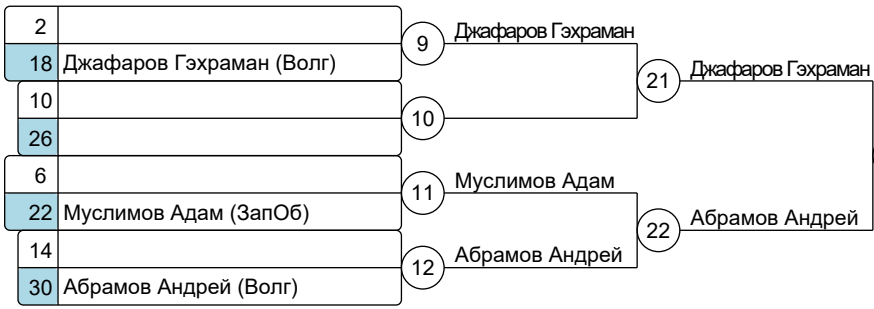 2
18 Джафаров Гэхраман (Волг)
10
26
6
22 Муслимов Адам (ЗапОб)
14
30 Абрамов Андрей (Волг)
9
Джафаров Гэхраман
10
11
Муслимов Адам
12
Абрамов Андрей
21
Джафаров Гэхраман
22
Абрамов Андрей